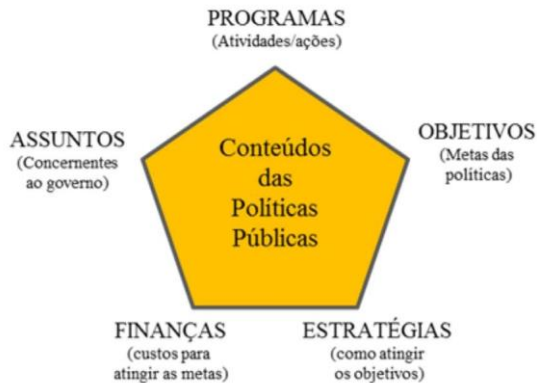 PROGRAMAS
(Atividades/ações)
ASSUNTOS
(Concernentes
ao governo)
Conteúdos
das
Políticas
Públicas
OBJETIVOS
(Metas das
políticas)
FINANÇAS
(custos para
atingir as metas)
ESTRATÉGIAS
(como atingir
os objetivos)